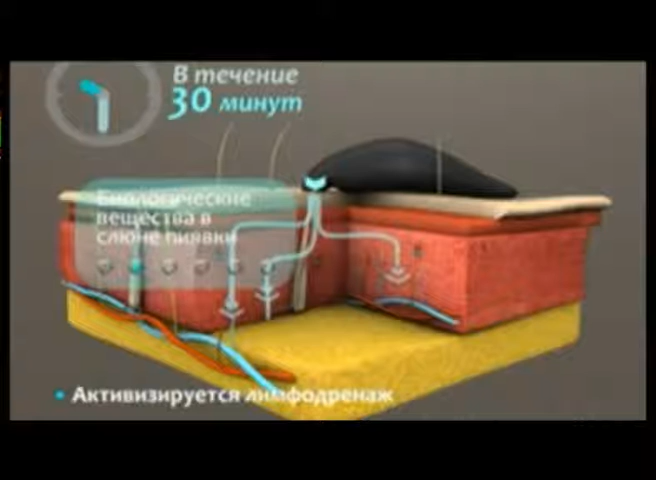 В течение
30 минут
Биологические
вещества в
слюне пиявки
• Активизируется лимфодренаж